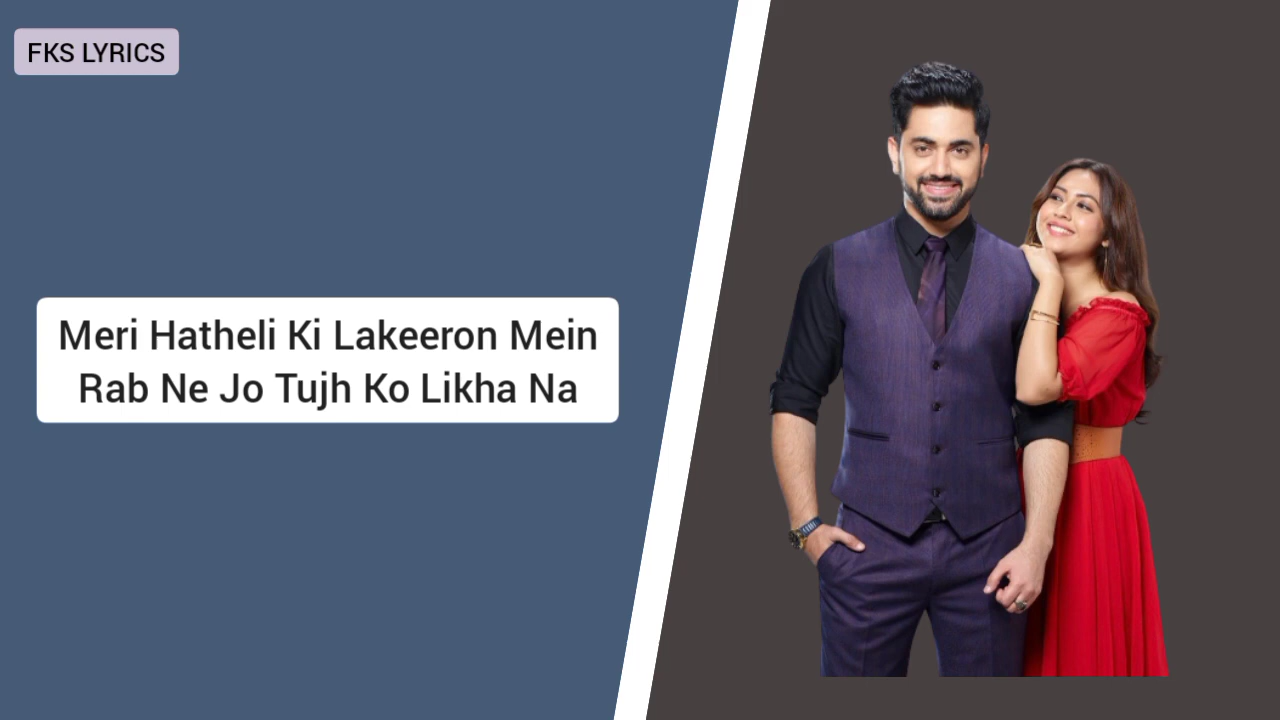 FKS LYRICS
Meri Hatheli Ki Lakeeron Mein
Rab Ne Jo Tujh Ko Likha Na